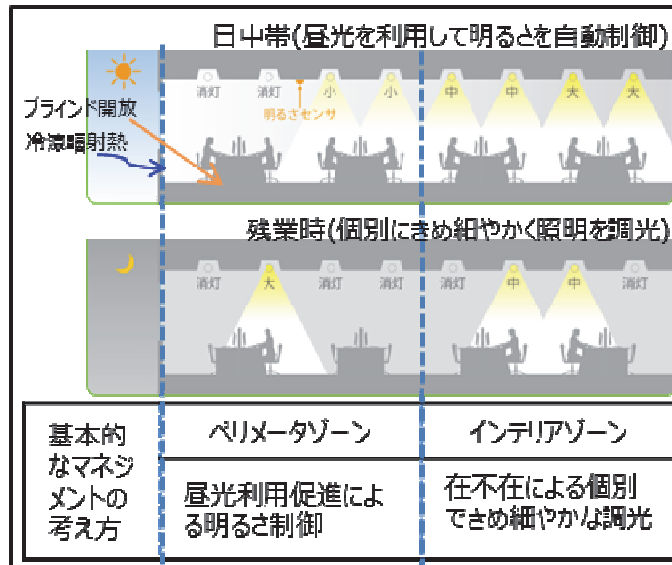 日中帯(昼光を利用して明るさを自動制御)
消灯 消灯 小 小 中 中 大 大
明るさセンサ
ブラインド開放
冷涼輻射熱
残業時(個別にきめ細やかく照明を調光)
消灯 大 消灯 消灯 消灯 中 中 消灯
基本的
なマネジ
メントの
考え方
ペリメータゾーン
インテリアゾーン
昼光利用促進によ
る明るさ制御
在不在による個別
できめ細やかな調光